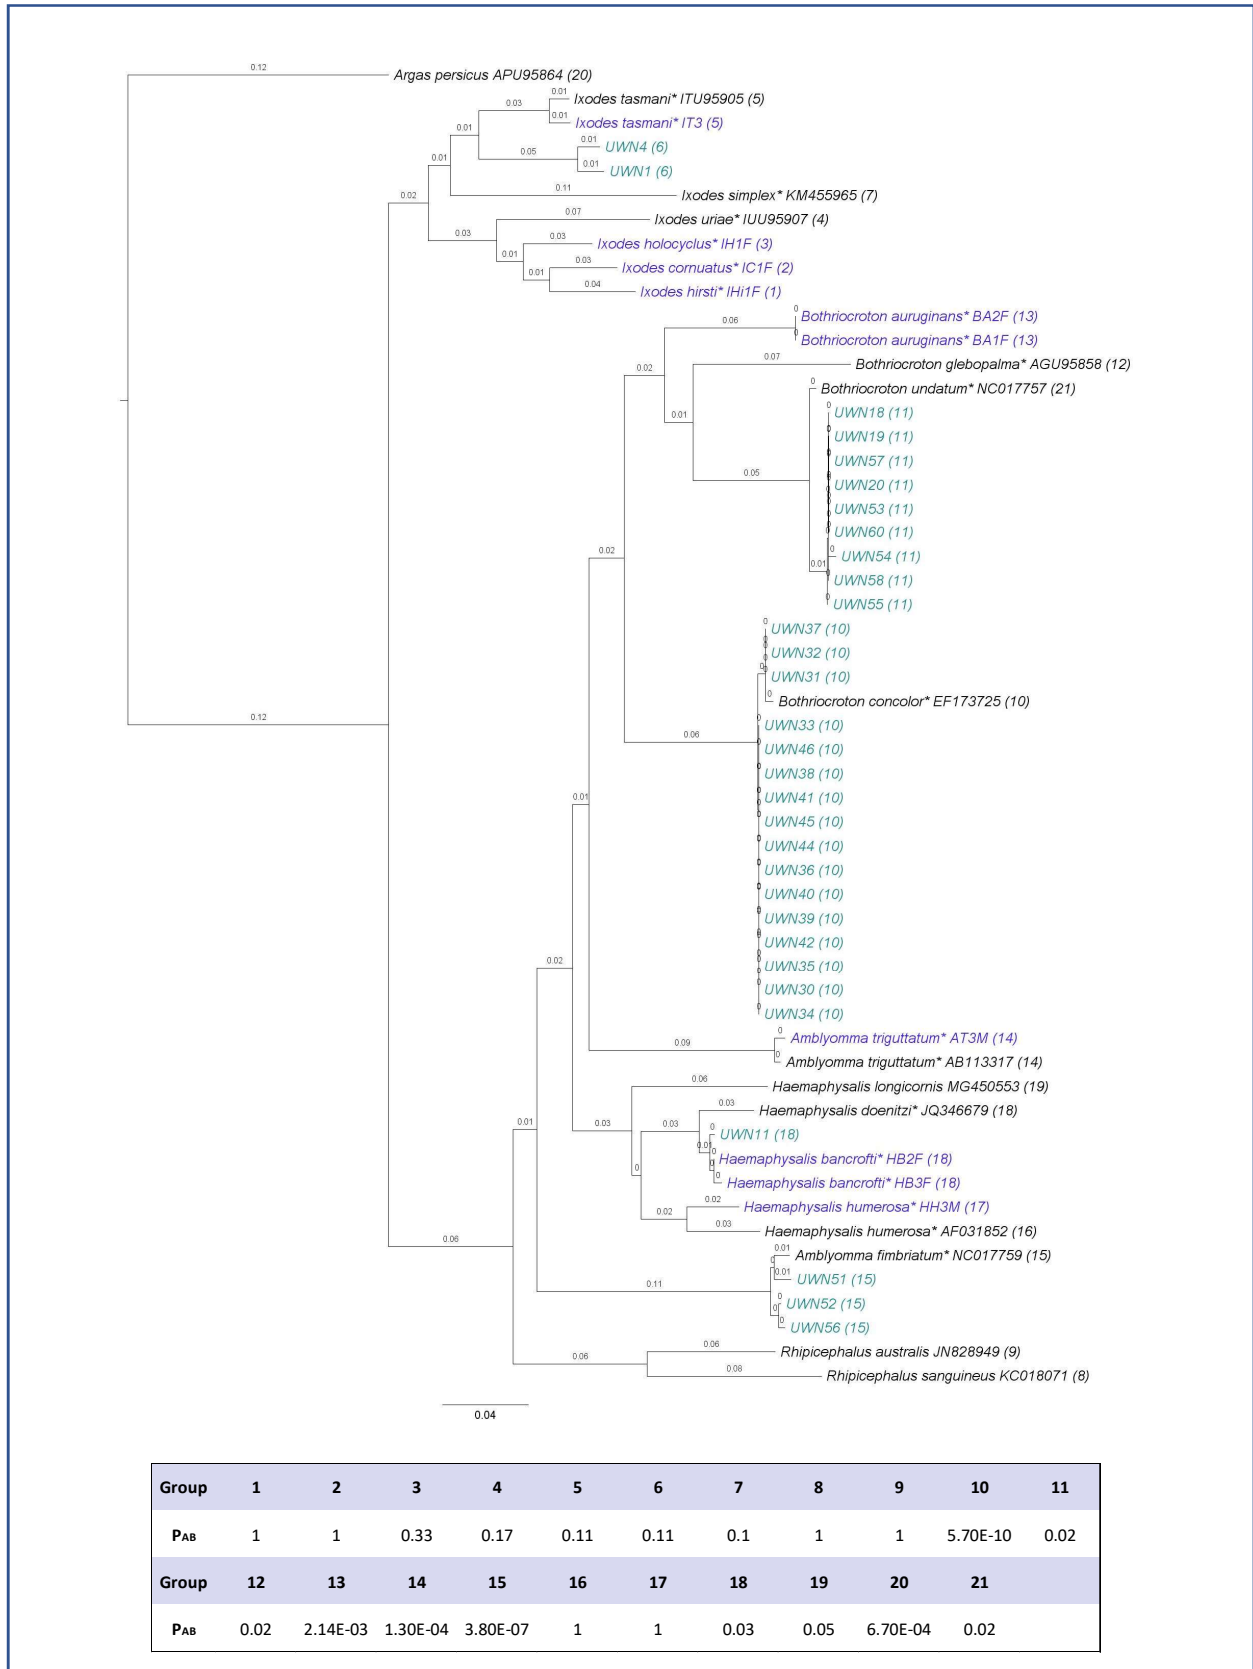 0.12
Argas persicus APU95864 (20)
0.01
Ixodes tasmani* ITU95905 (5)
0.03
0.01
Ixodes tasmani* IT3 (5)
0.01
0.01
UWN4 (6)
0.05
0.01
UWN1 (6)
0.01
0.11
Ixodes simplex* KM455965 (7)
0.02
0.07
Ixodes uriae* IUU95907 (4)
0.03
0.03
Ixodes holocyclus* IH1F (3)
0.01
0.03
Ixodes cornuatus* IC1F (2)
0.01
0.04
Ixodes hirsti* IHi1F (1)
0
Bothriocroton auruginans* BA2F (13)
0.06
0
Bothriocroton auruginans* BA1F (13)
0.02
0.07
Bothriocroton glebopalma* AGU95858 (12)
0
Bothriocroton undatum* NC017757 (21)
0.01
0
UWN18 (11)
0
UWN19 (11)
UWN57 (11)
0.05
UWN20 (11)
UWN53 (11)
UWN60 (11)
0
UWN54 (11)
0.01
UWN58 (11)
0
UWN55 (11)
0.02
0
UWN37 (10)
UWN32 (10)
UWN31 (10)
0
Bothriocroton concolor* EF173725 (10)
UWN33 (10)
0.06
UWN46 (10)
UWN38 (10)
UWN41 (10)
0.01
UWN45 (10)
UWN44 (10)
UWN36 (10)
UWN40 (10)
UWN39 (10)
UWN42 (10)
0.02
UWN35 (10)
UWN30 (10)
UWN34 (10)
0
Amblyomma triguttatum* AT3M (14)
0.09
0
Amblyomma triguttatum* AB113317 (14)
0.06
Haemaphysalis longicornis MG450553 (19)
0.03
Haemaphysalis doenitzi* JQ346679 (18)
0.01
0.03
0.03
0
UWN11 (18)
0.01
0
Haemaphysalis bancrofti* HB2F (18)
0
0
0
Haemaphysalis bancrofti* HB3F (18)
0.02
Haemaphysalis humerosa* HH3M (17)
0.02
0.03
Haemaphysalis humerosa* AF031852 (16)
0.12
0.06
0.01
Amblyomma fimbriatum* NC017759 (15)
0
0.01
UWN51 (15)
0.11
0
UWN52 (15)
0
0
UWN56 (15)
0.06
Rhipicephalus australis JN828949 (9)
0.06
0.08
Rhipicephalus sanguineus KC018071 (8)
0.04
Group 1 2 3 4 5 6 7 8 9 10 11
PAB 1 1 0.33 0.17 0.11 0.11 0.1 1 1 5.70E-10 0.02
Group 12 13 14 15 16 17 18 19 20 21
PAB 0.02 2.14E-03 1.30E-04 3.80E-07 1 1 0.03 0.05 6.70E-04 0.02